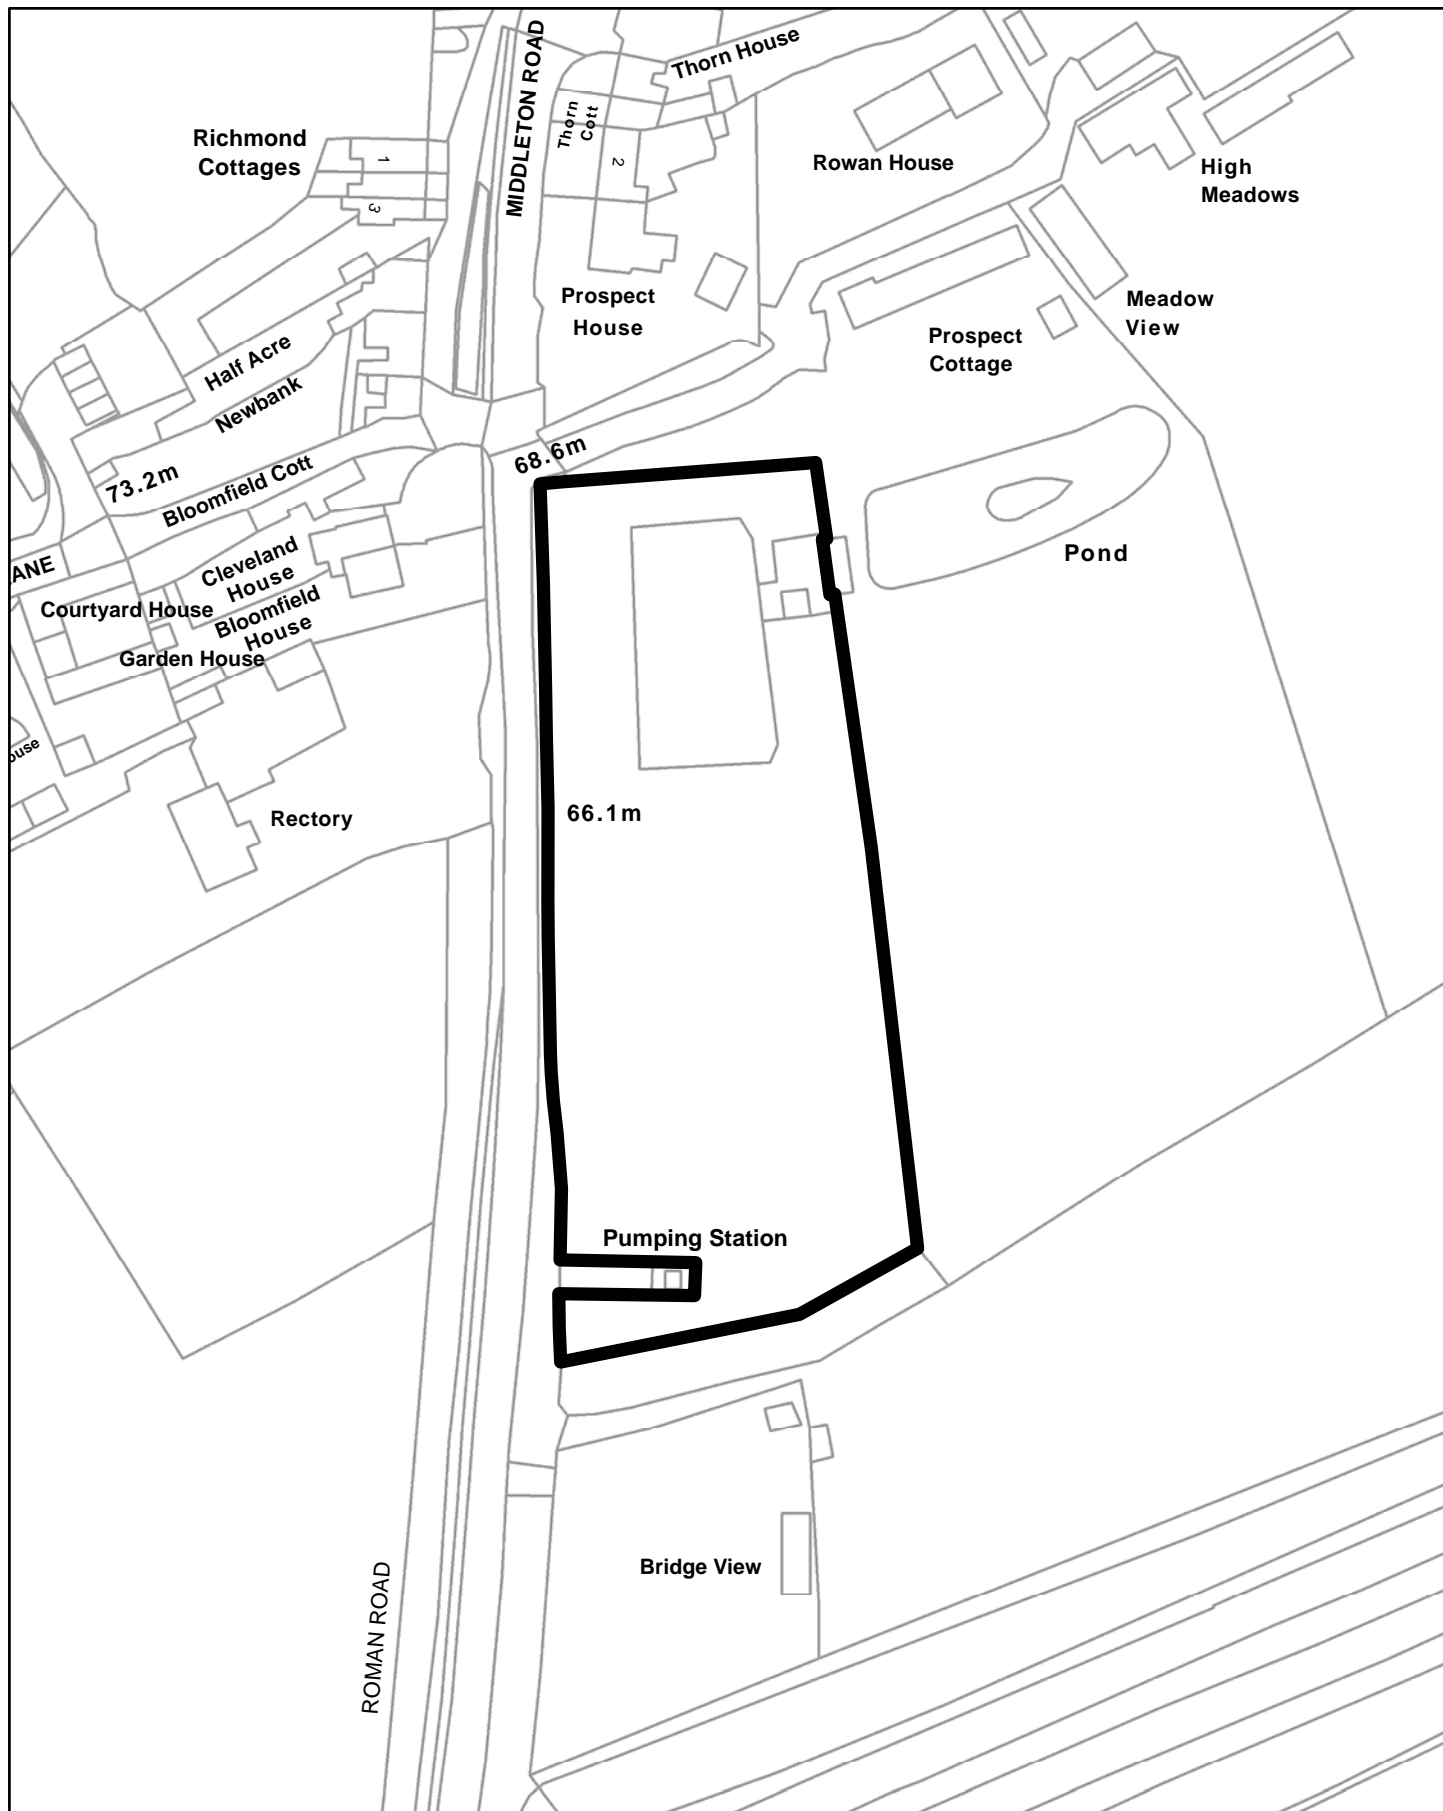 Thorn House
MIDDLETON ROAD
Thorn
Cott
Richmond
Cottages
1
2
3
Rowan House
High
Meadows
Prospect
House
Meadow
View
Prospect
Cottage
Half Acre
Newbank
68.6m
73.2m
Bloomfield Cott
Pond
ANE
Cleveland
House
Courtyard House
Bloomfield
House
Garden House
ouse
66.1m
Rectory
Pumping Station
Bridge View
ROMAN ROAD